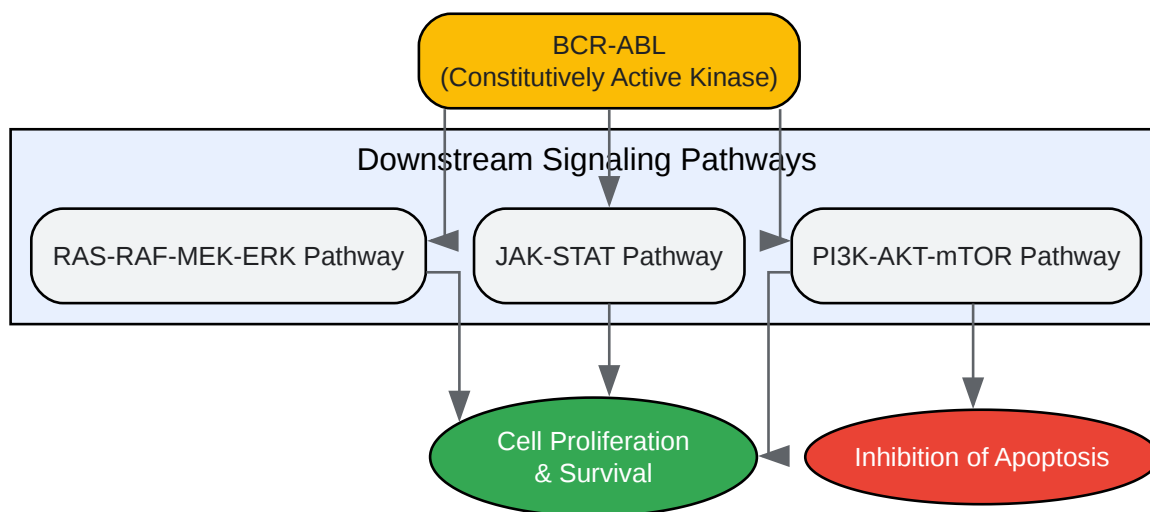 BCR-ABL
(Constitutively Active Kinase)
Downstream Signaling Pathways
RAS-RAF-MEK-ERK Pathway
JAK-STAT Pathway
PI3K-AKT-mTOR Pathway
Cell Proliferation
& Survival
Inhibition of Apoptosis